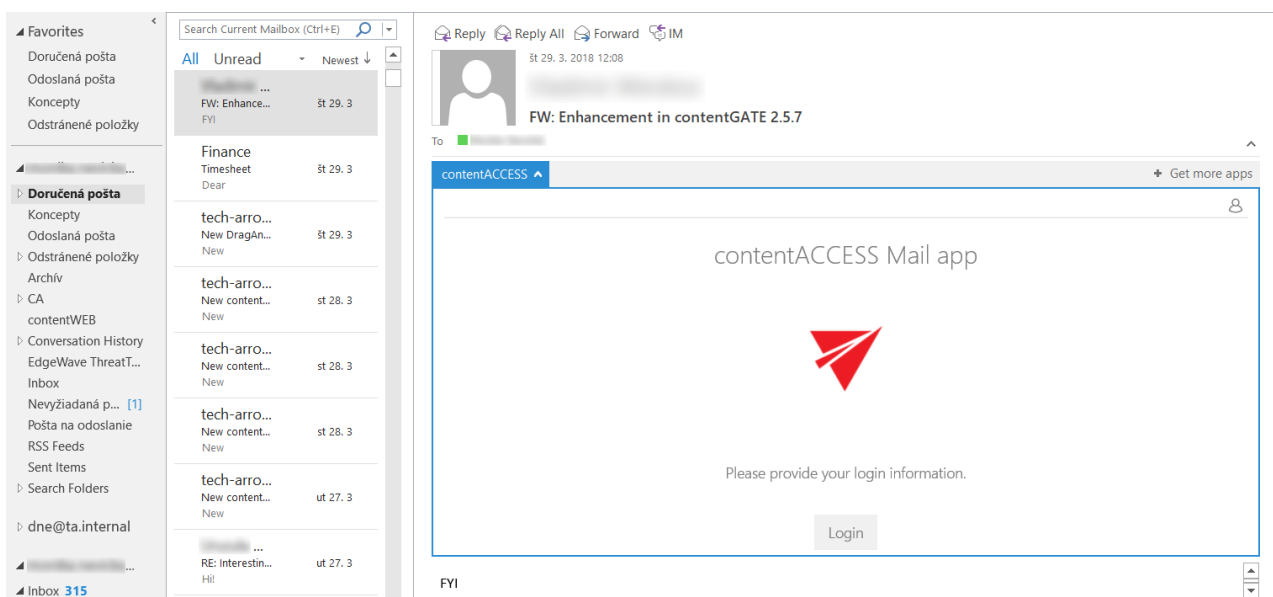 Favorites
Doručená pošta
Odoslaná pošta
Koncepty
Odstránené položky
...
Doručená pošta
Koncepty
Odoslaná pošta
Odstránené položky
Archív
CA
contentWEB
Conversation History
EdgeWave ThreatT...
Inbox
Nevyžiadaná p... [1]
Pošta na odoslanie
RSS Feeds
Sent Items
Search Folders
dne@ta.internal
...
Inbox 315
Search Current Mailbox (Ctrl+E)
All Unread Newest ↓
...
FW: Enhance... št 29. 3
FYI
Finance
Timesheet št 29. 3
Dear
tech-arro...
New DragAn... št 29. 3
New
tech-arro...
New content... st 28. 3
New
tech-arro...
New content... st 28. 3
New
tech-arro...
New content... st 28. 3
New
tech-arro...
New content... ut 27. 3
New
...
RE: Interestin... ut 27. 3
Hi!
Reply Reply All Forward IM
št 29. 3. 2018 12:08
FW: Enhancement in contentGATE 2.5.7
To
contentACCESS + Get more apps
contentACCESS Mail app
Please provide your login information.
Login
FYI